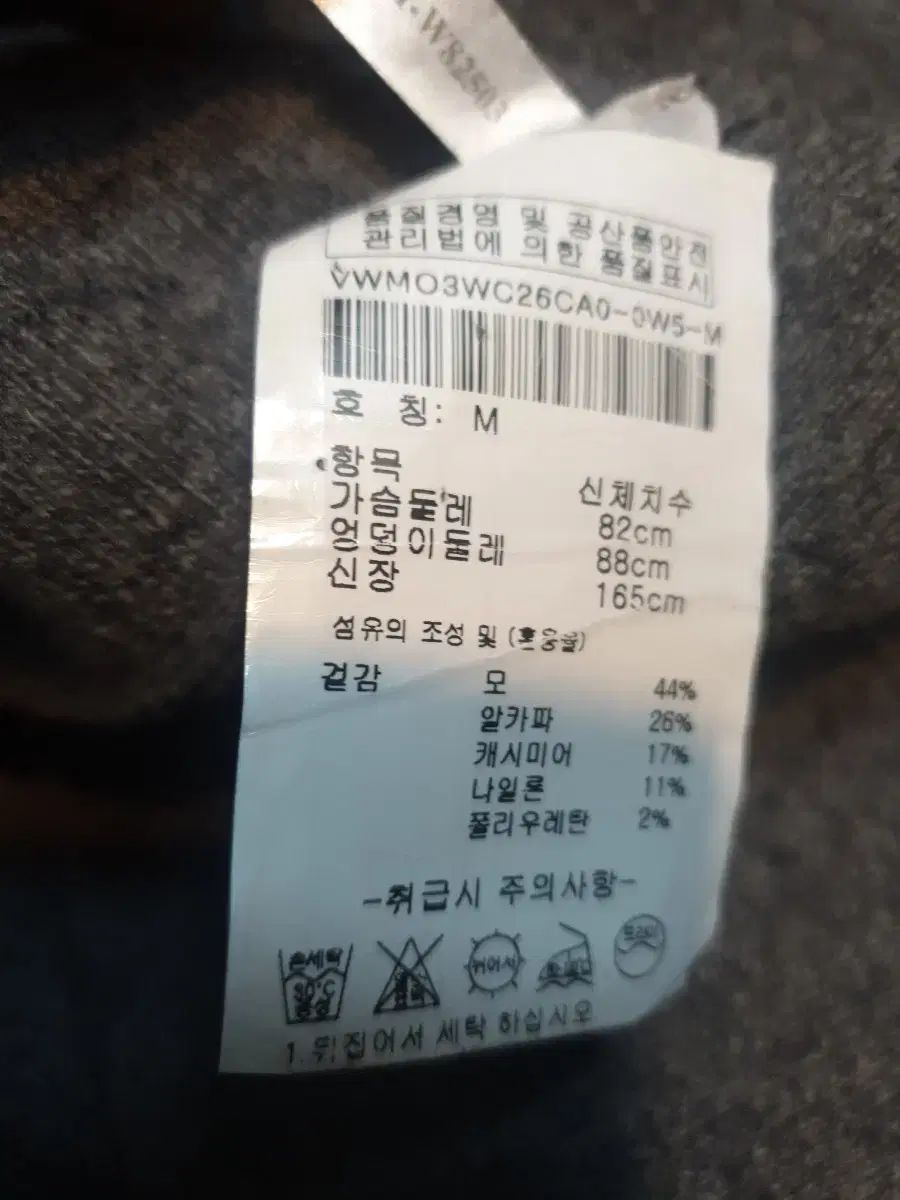 W82503
품질경영 및 공산품안전
관리법에 의한 품질표시
VWMO3WC26CA0-0W5-M
호 칭: M
항목 신체치수
가슴둘레 82cm
엉덩이둘레 88cm
신장 165cm
섬유의 조성 및 (혼용율)
겉감 모 44%
알카파 26%
캐시미어 17%
나일론 11%
폴리우레탄 2%
-취급시 주의사항-
손세탁 30°C 중성
뉘어서
드라이
1.뒤집어서 세탁 하십시오